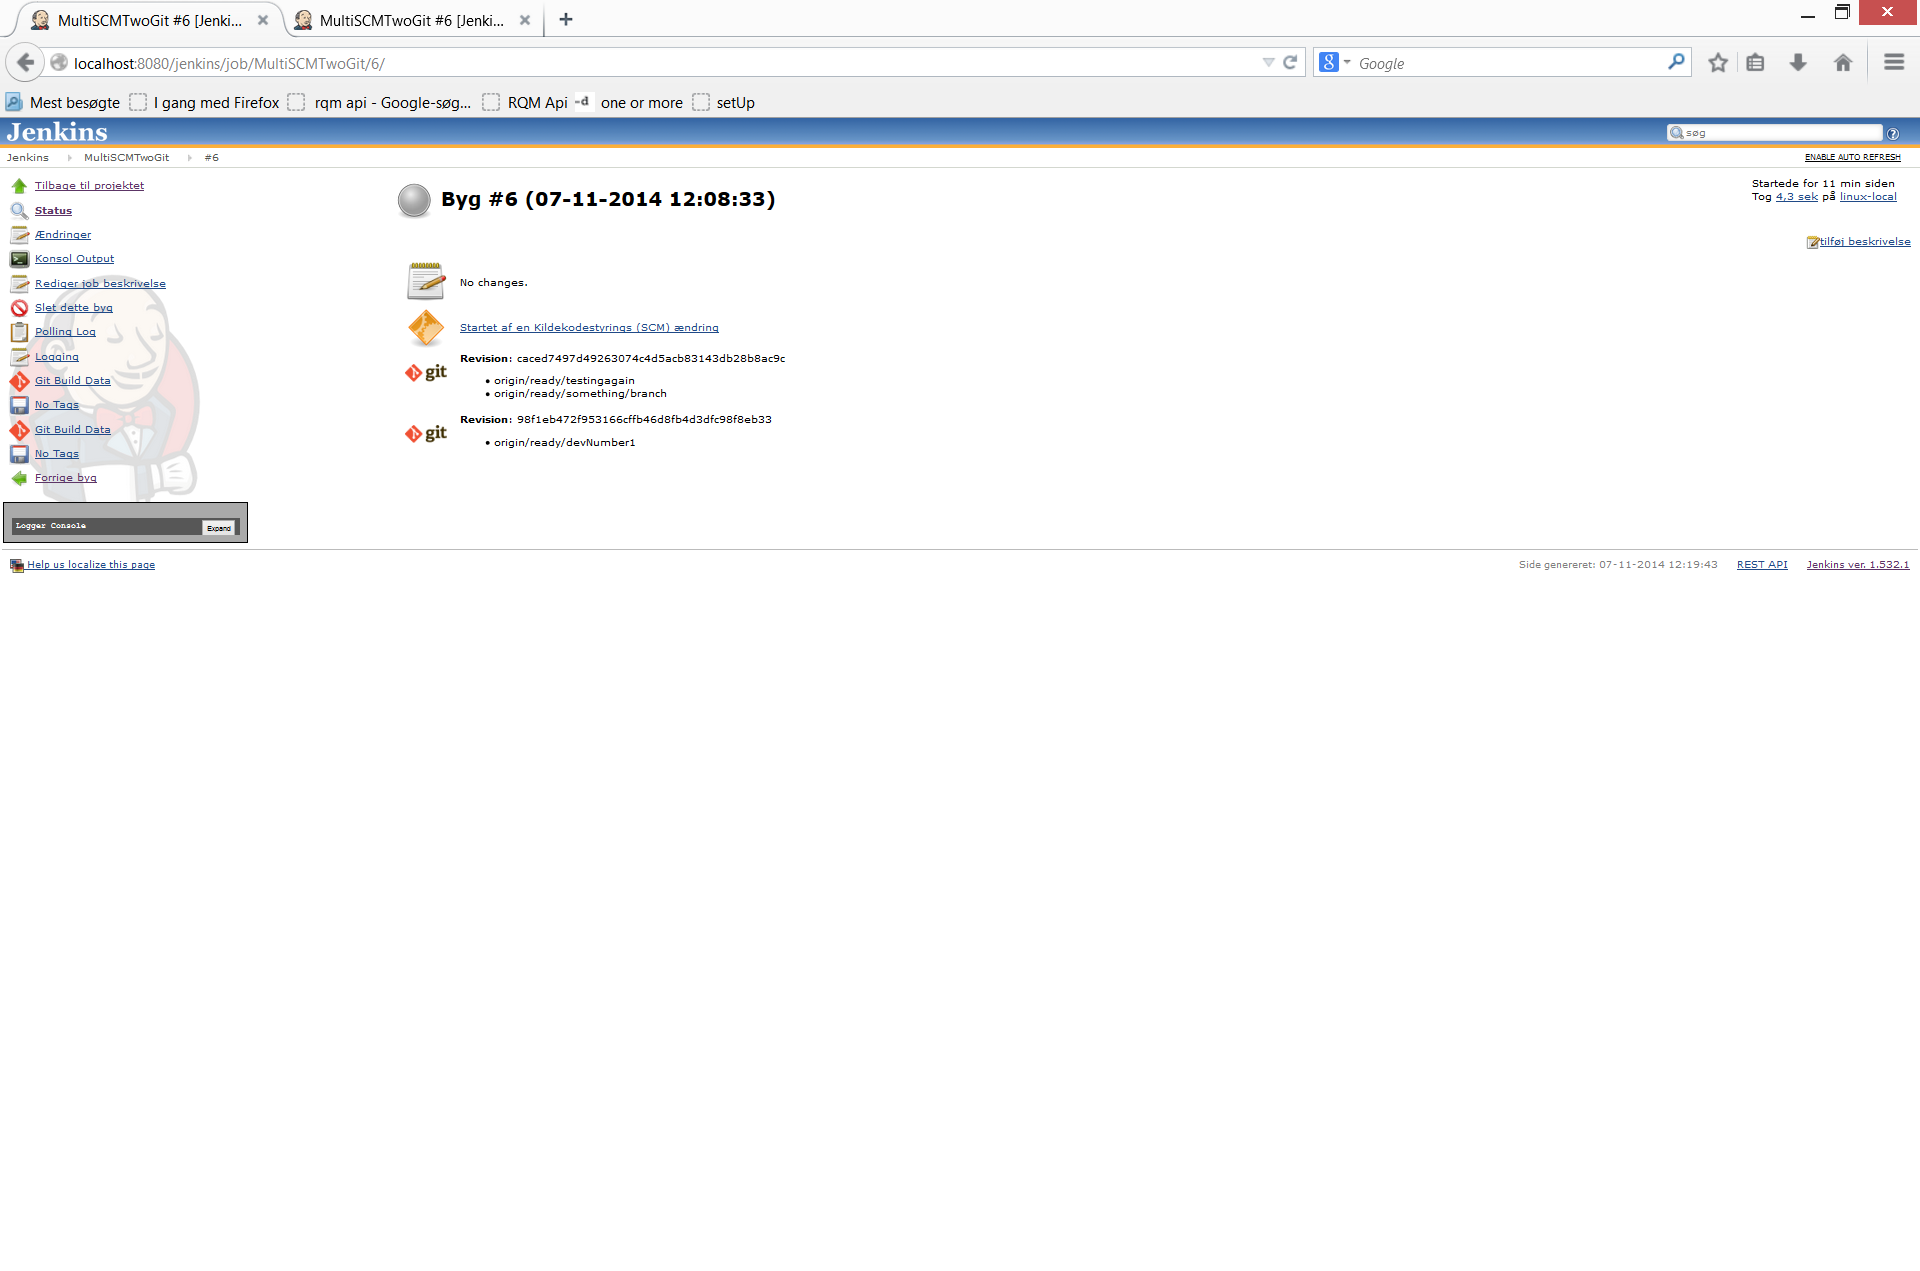 MultiSCMTwoGit #6 [Jenki...
MultiSCMTwoGit #6 [Jenki...
localhost:8080/jenkins/job/MultiSCMTwoGit/6/
Google
Mest besøgte
I gang med Firefox
rqm api - Google-søg...
RQM Api
one or more
setUp
Jenkins
søg
Jenkins
MultiSCMTwoGit
#6
ENABLE AUTO REFRESH
Tilbage til projektet
Status
Ændringer
Konsol Output
Rediger job beskrivelse
Slet dette byg
Polling Log
Logging
Git Build Data
No Tags
Git Build Data
No Tags
Forrige byg
Logger Console
Expand
Byg #6 (07-11-2014 12:08:33)
Startede for 11 min siden
Tog 4,3 sek på linux-local
tilføj beskrivelse
No changes.
Startet af en Kildekodestyrings (SCM) ændring
git
Revision: caced7497d49263074c4d5acb83143db28b8ac9c
• origin/ready/testingagain
• origin/ready/something/branch
git
Revision: 98f1eb472f953166cffb46d8fb4d3dfc98f8eb33
• origin/ready/devNumber1
Help us localize this page
Side genereret: 07-11-2014 12:19:43
REST API
Jenkins ver. 1.532.1